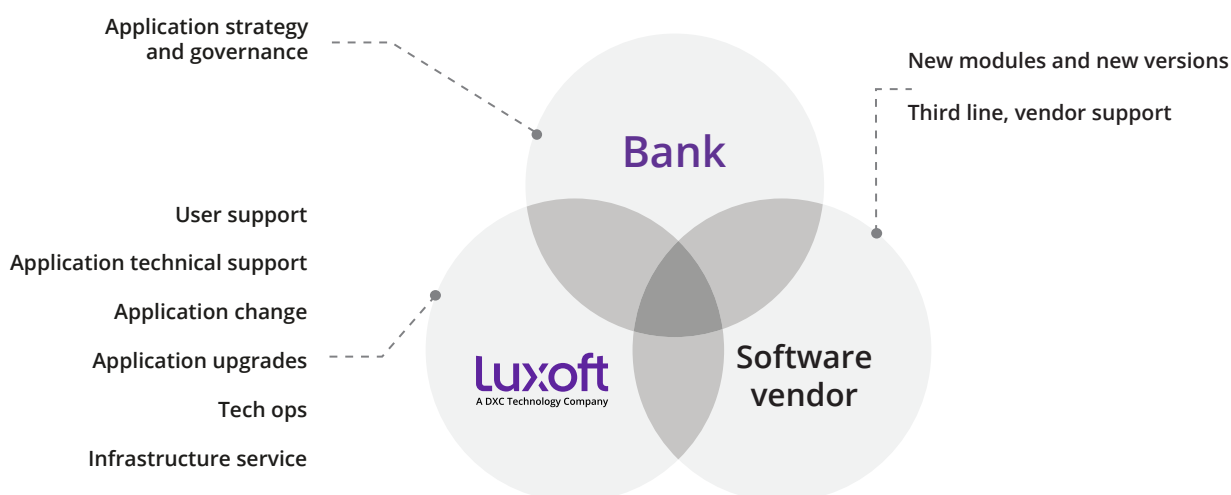 Application strategy
and governance
New modules and new versions
Third line, vendor support
Bank
User support
Application technical support
Application change
Application upgrades
Tech ops
Infrastructure service
Luxoft
A DXC Technology Company
Software
vendor